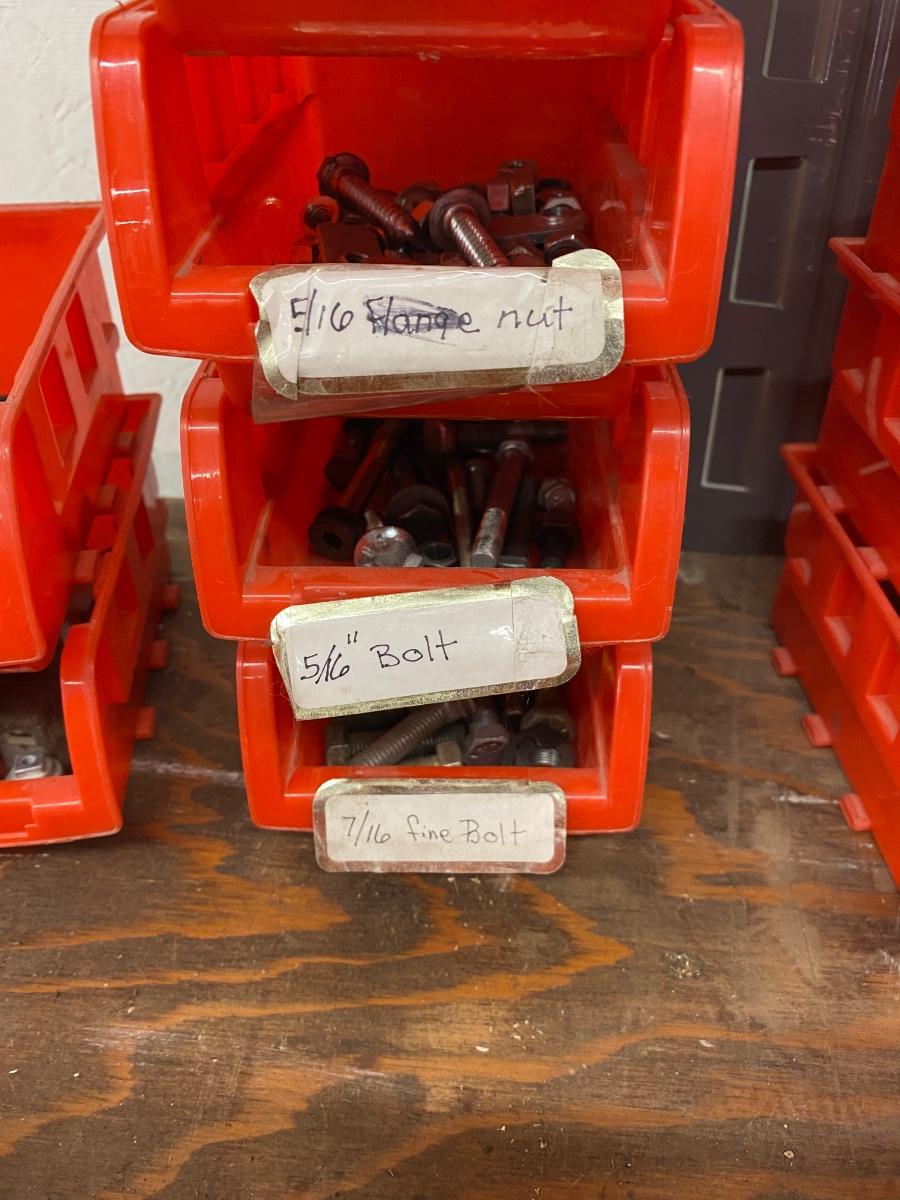 5/16 Flange nut
5/16" Bolt
7/16 fine Bolt